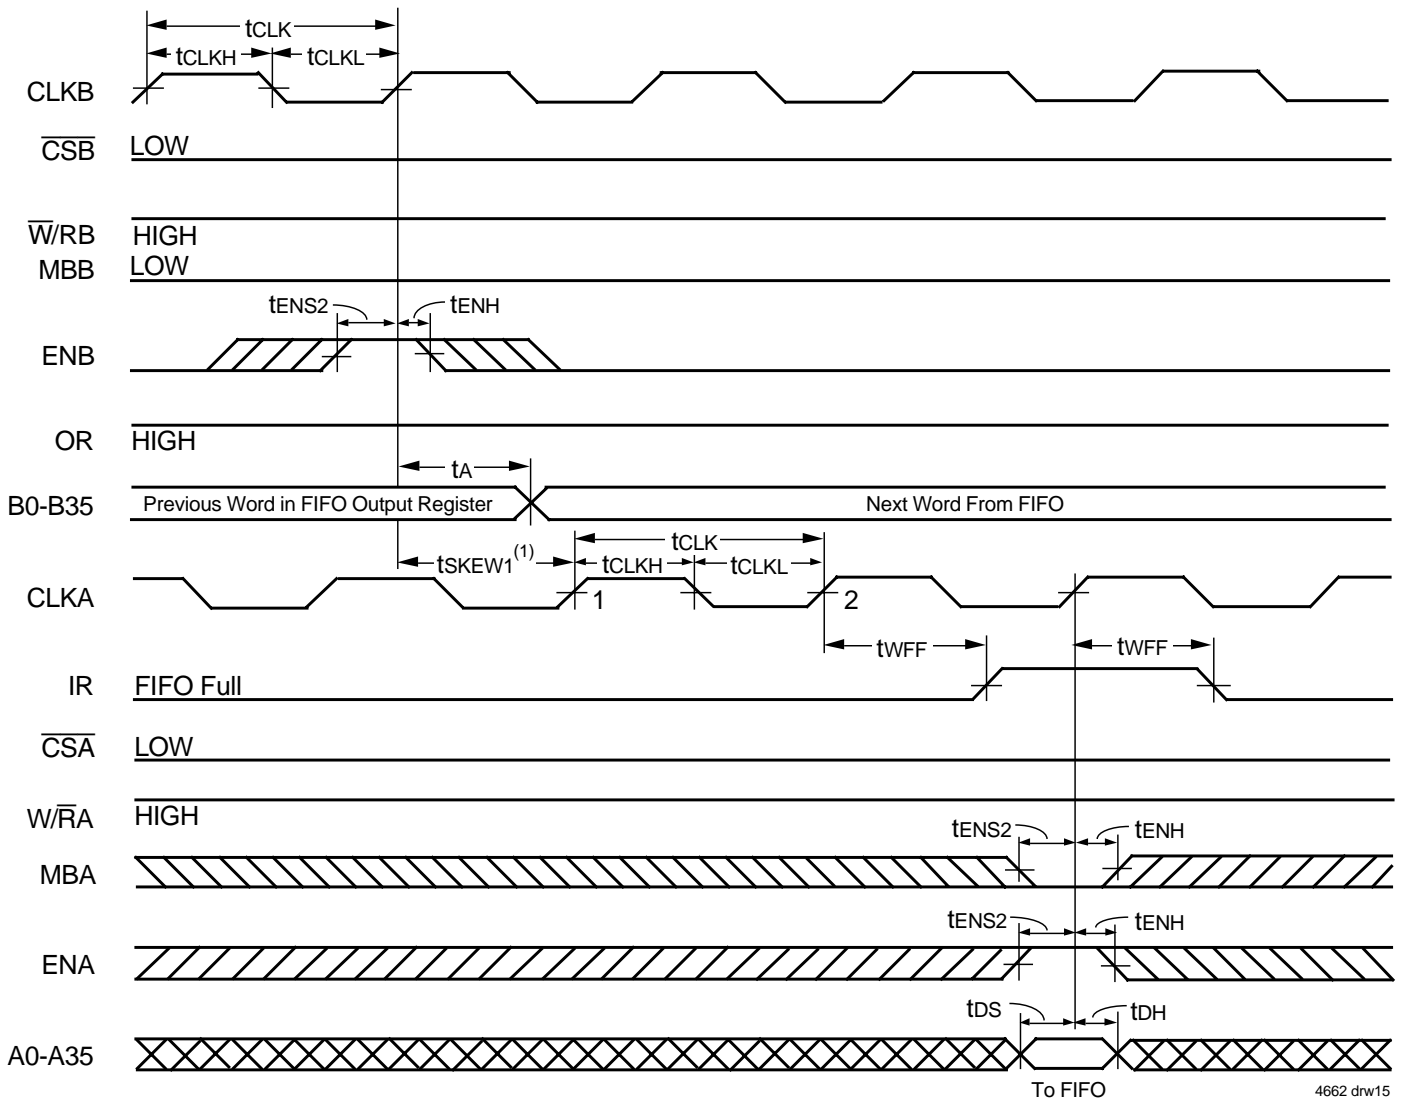 tCLK
tCLKH tCLKL
CLKB
CSB LOW
W/RB HIGH
MBB LOW
tENS2 tENH
ENB
OR HIGH
tA
B0-B35 Previous Word in FIFO Output Register Next Word From FIFO
tCLK
tSKEW1(1) tCLKH tCLKL
CLKA 1 2
tWFF tWFF
IR FIFO Full
CSA LOW
W/RA HIGH
tENS2 tENH
MBA
tENS2 tENH
ENA
tDS tDH
A0-A35
To FIFO
4662 drw15